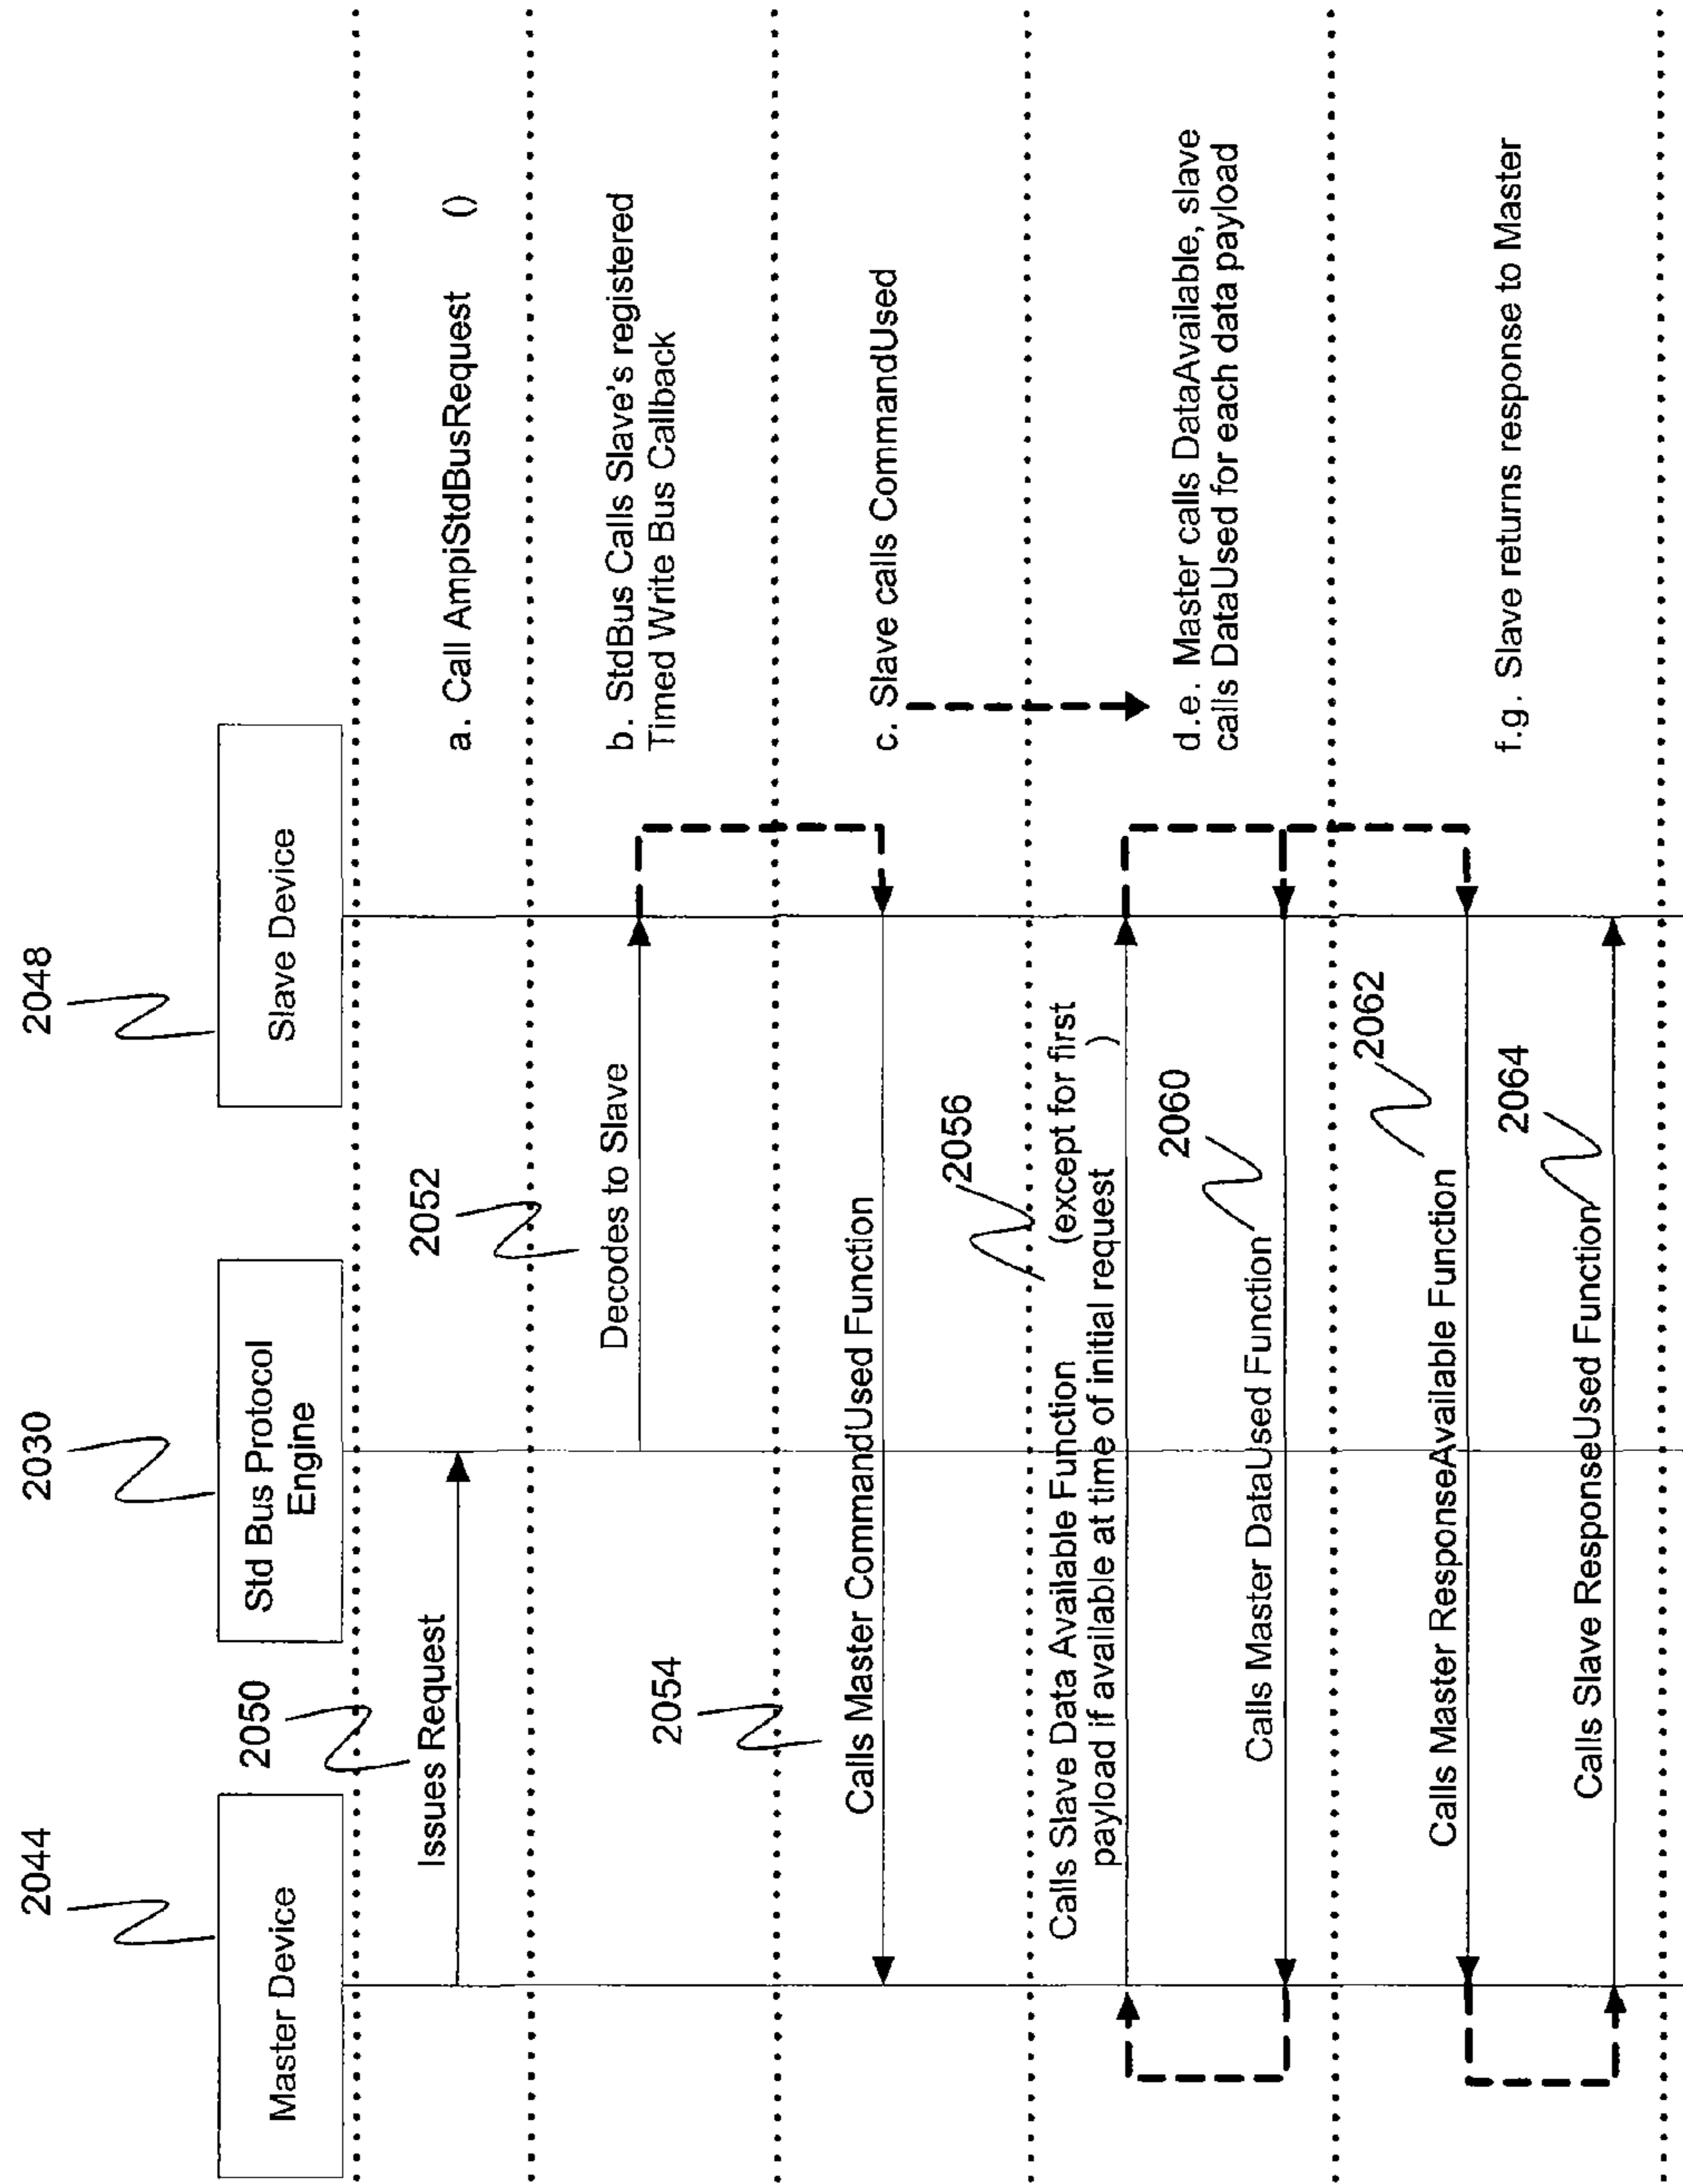 2044
2030
2048
Master Device
Std Bus Protocol
Engine
Slave Device
2050
Issues Request
a. Call AmpiStdBusRequest ()
2052
Decodes to Slave
b. StdBus Calls Slave's registered
Timed Write Bus Callback
2054
Calls Master CommandUsed Function
c. Slave calls CommandUsed
2056
Calls Slave Data Available Function (except for first
payload if available at time of initial request )
d.e. Master calls DataAvailable, slave
calls DataUsed for each data payload
2060
Calls Master DataUsed Function
2062
Calls Master ResponseAvailable Function
f.g. Slave returns response to Master
2064
Calls Slave ResponseUsed Function